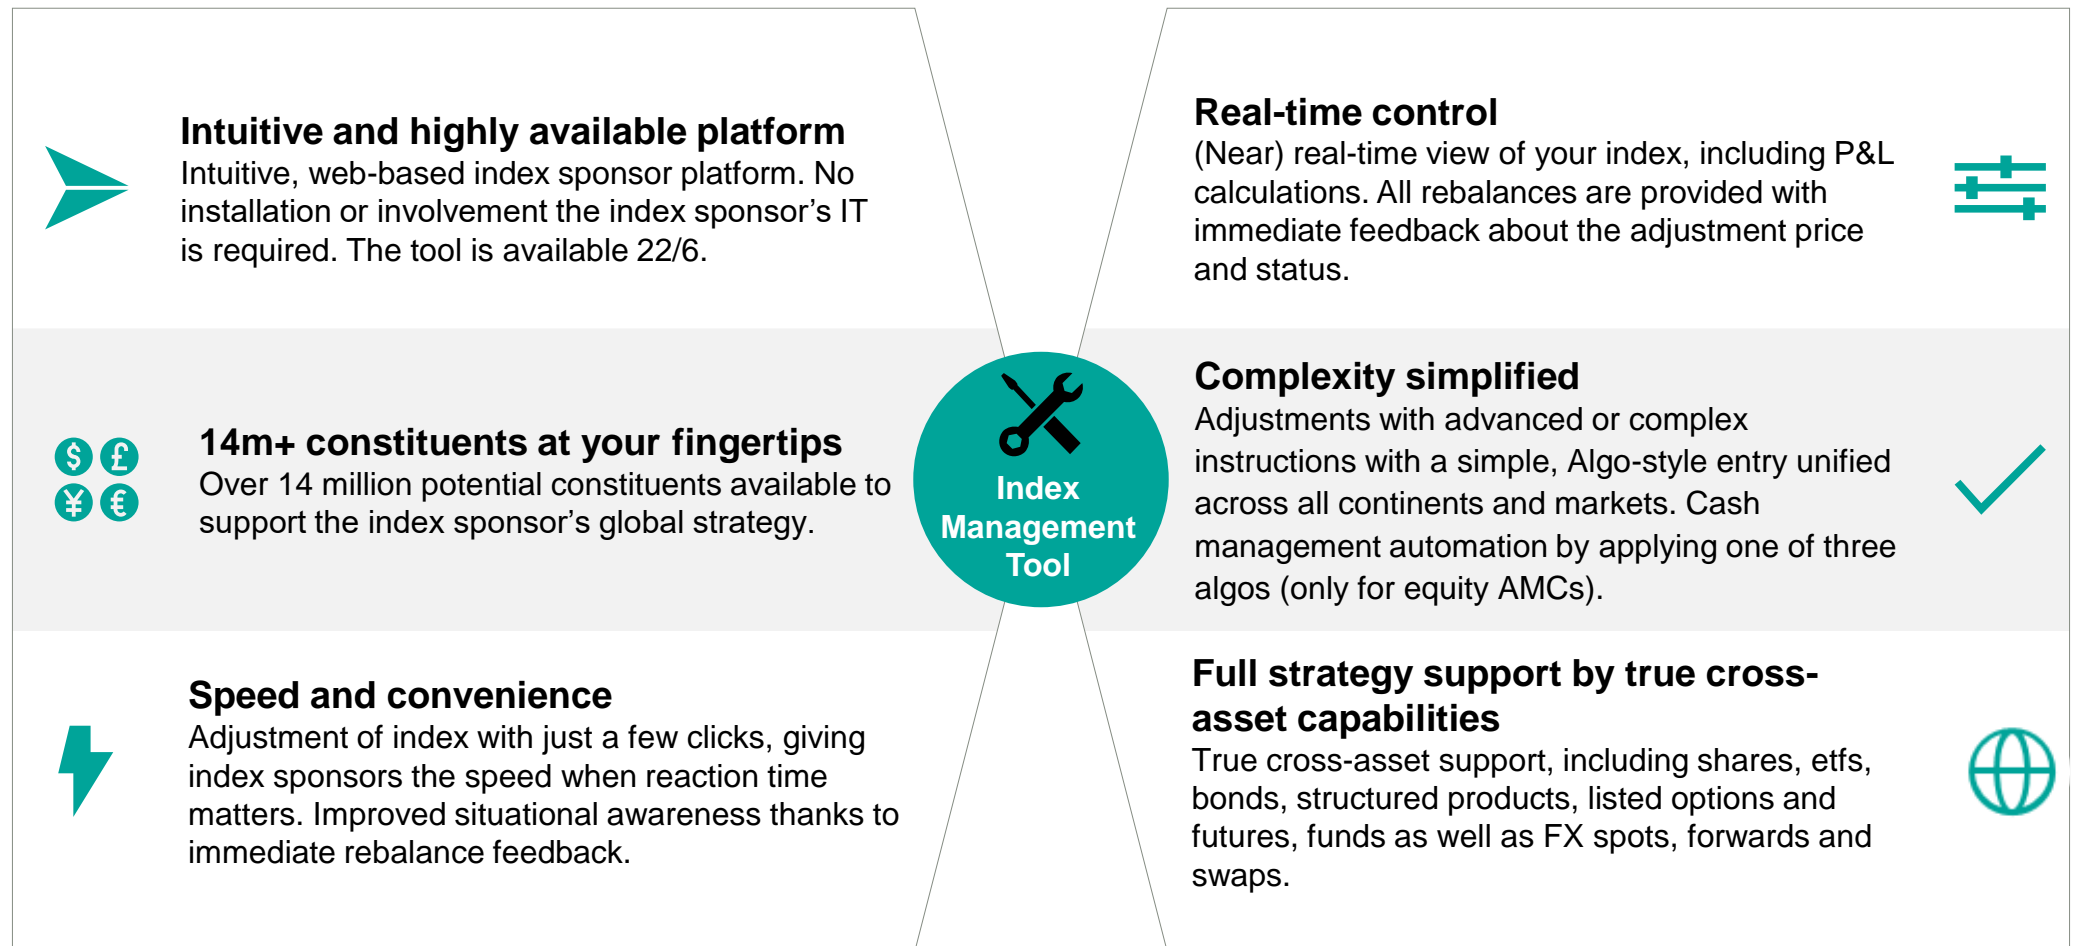 Intuitive and highly available platform
Intuitive, web-based index sponsor platform. No
installation or involvement the index sponsor’s IT
is required. The tool is available 22/6.
14m+ constituents at your fingertips
Over 14 million potential constituents available to
support the index sponsor’s global strategy.
Speed and convenience
Adjustment of index with just a few clicks, giving
index sponsors the speed when reaction time
matters. Improved situational awareness thanks to
immediate rebalance feedback.
$ £
¥ €
Index
Management
Tool
Real-time control
(Near) real-time view of your index, including P&L
calculations. All rebalances are provided with
immediate feedback about the adjustment price
and status.
Complexity simplified
Adjustments with advanced or complex
instructions with a simple, Algo-style entry unified
across all continents and markets. Cash
management automation by applying one of three
algos (only for equity AMCs).
Full strategy support by true cross-
asset capabilities
True cross-asset support, including shares, etfs,
bonds, structured products, listed options and
futures, funds as well as FX spots, forwards and
swaps.